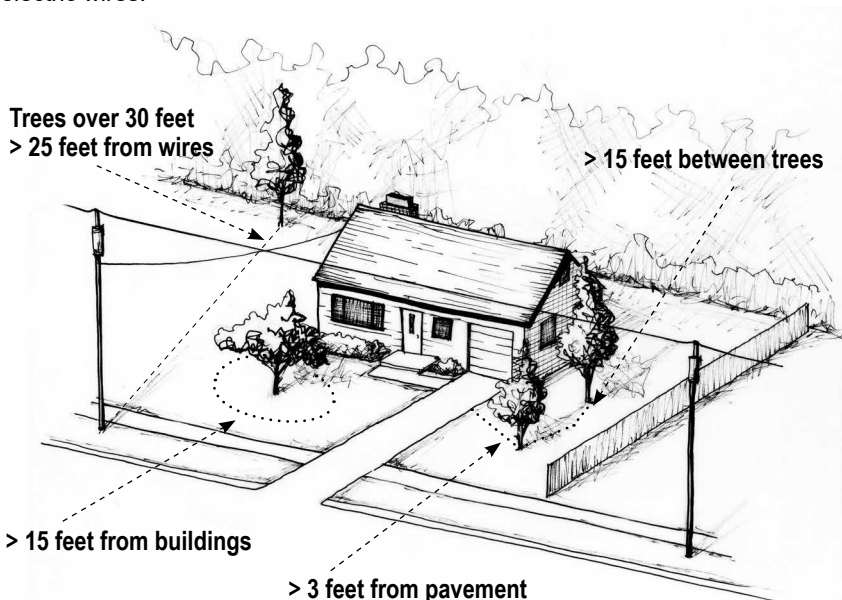 electric wires.
Trees over 30 feet
> 25 feet from wires
> 15 feet between trees
> 15 feet from buildings
> 3 feet from pavement